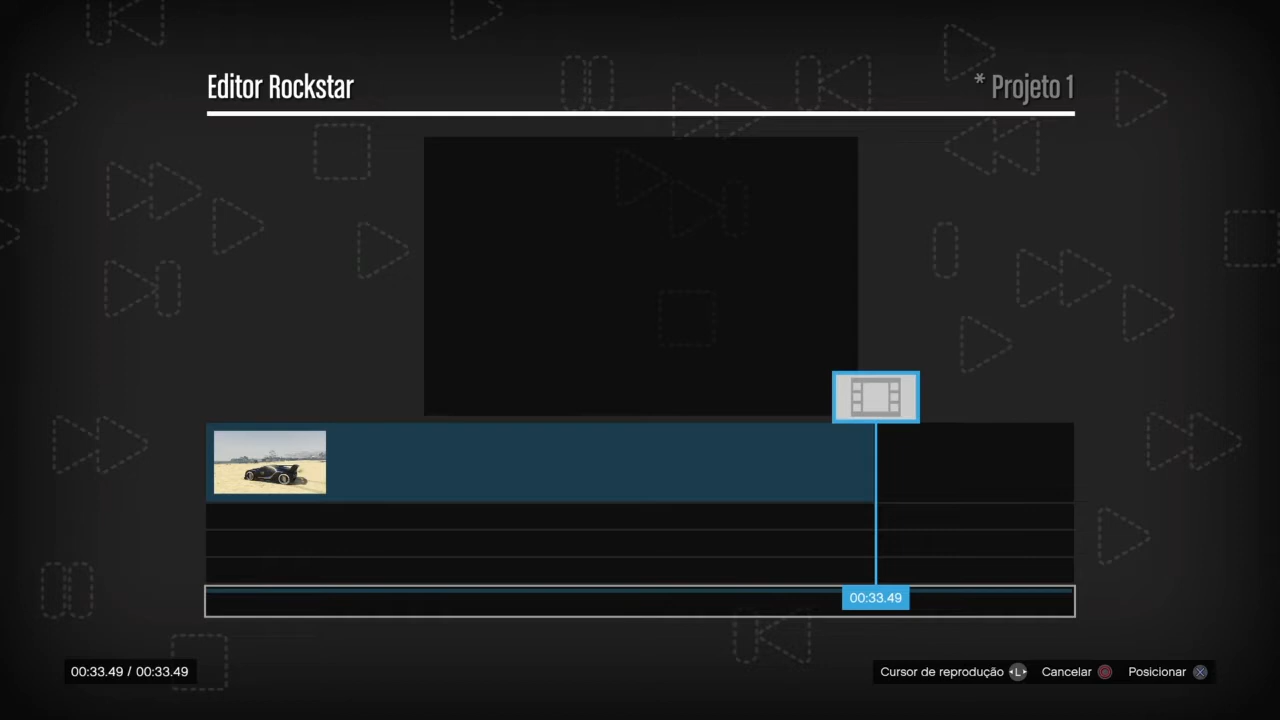 Editor Rockstar
* Projeto 1
00:33.49
00:33.49 / 00:33.49
Cursor de reprodução L Cancelar Posicionar